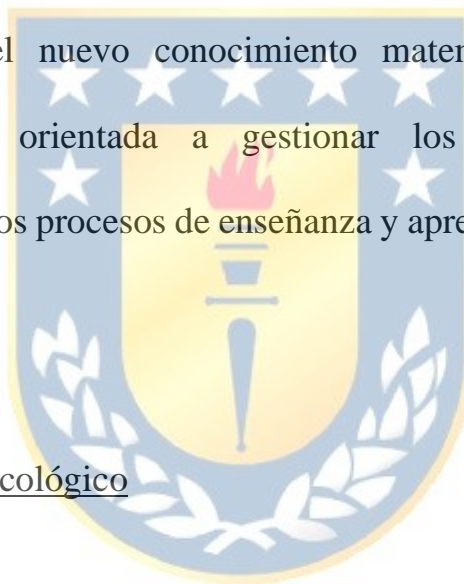 el nuevo conocimiento mater
orientada a gestionar los
os procesos de enseñanza y apre
cológico